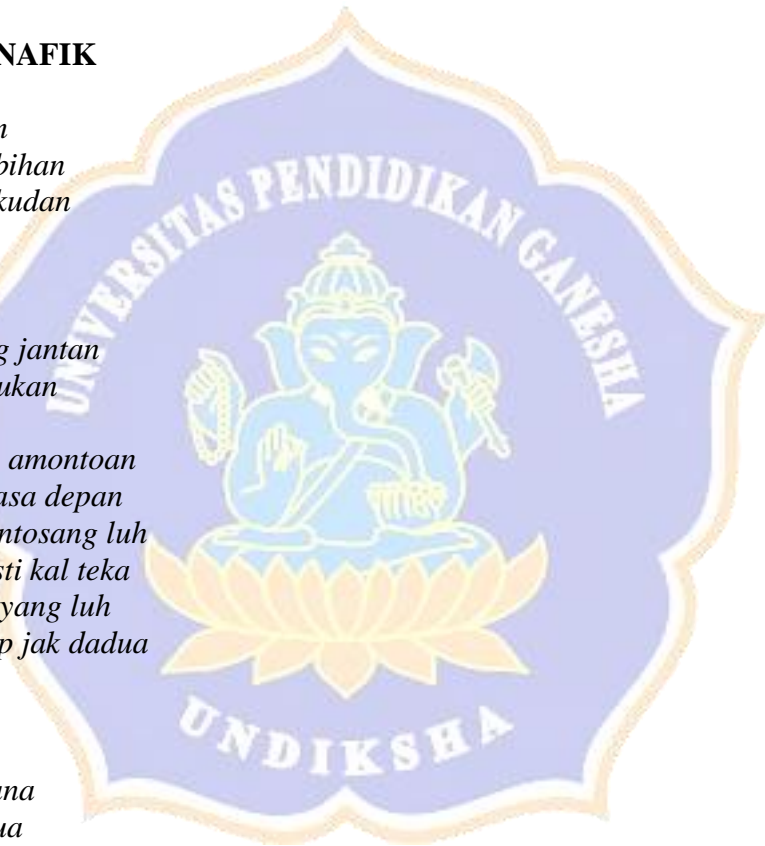 NAFIK
bihan
kudan
g jantan
ukan
amontoan
asa depan
ntosang luh
sti kal teka
yang luh
p jak dadua
ana
ua
UNIVERSITAS PENDIDIKAN GANESHA
UNDIKSHA